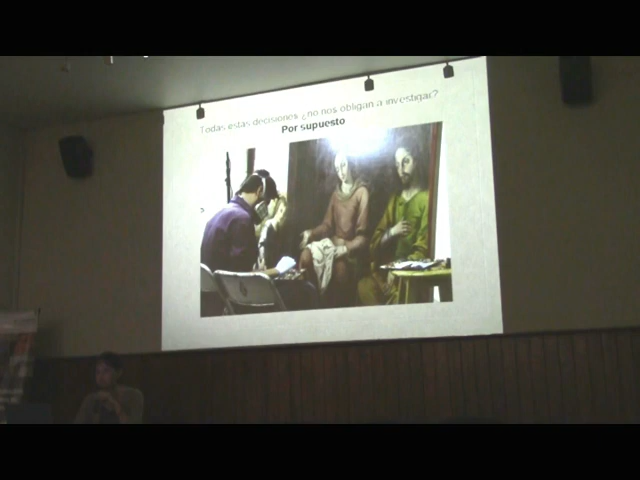 Todas estas decisiones ¿no nos obligan a investigar?
Por supuesto